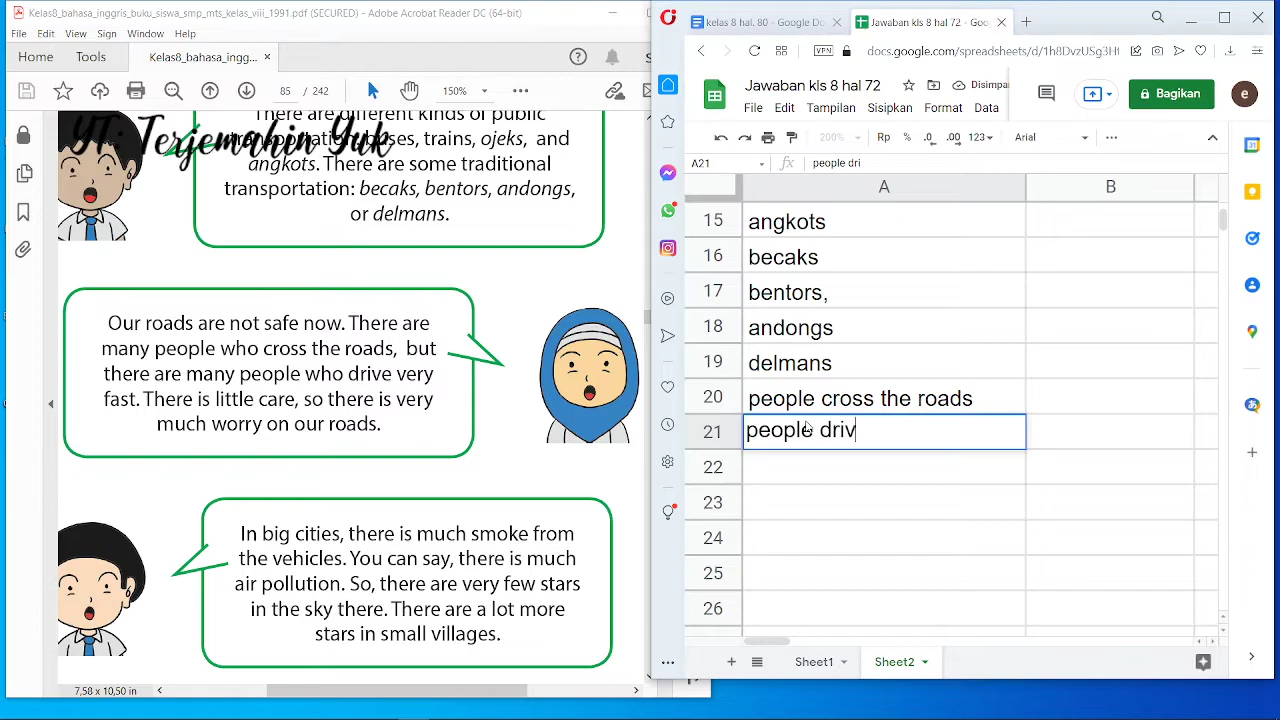 Kelas8_bahasa_inggris_buku_siswa_smp_mts_kelas_viii_1991.pdf (SECURED) - Adobe Acrobat Reader DC (64-bit)
File Edit View Sign Window Help
Home Tools Kelas8_bahasa_ingg... ×
85 / 242 150%
There are different kinds of public
buses, trains, ojeks, and
angkots. There are some traditional
transportation: becaks, bentors, andongs,
or delmans.
YT: Terjemahin Yuk
Our roads are not safe now. There are
many people who cross the roads, but
there are many people who drive very
fast. There is little care, so there is very
much worry on our roads.
In big cities, there is much smoke from
the vehicles. You can say, there is much
air pollution. So, there are very few stars
in the sky there. There are a lot more
stars in small villages.
7,58 x 10,50 in
kelas 8 hal. 80 - Google Do
Jawaban kls 8 hal 72 - Goo
VPN docs.google.com/spreadsheets/d/1h8DvzUSg3H
Jawaban kls 8 hal 72 Disimpa
File Edit Tampilan Sisipkan Format Data
Bagikan
e
200% Rp % .0 .00 123 Arial
A21 fx people dri
A B
15 angkots
16 becaks
17 bentors,
18 andongs
19 delmans
20 people cross the roads
21 people driv
22
23
24
25
26
Sheet1 Sheet2